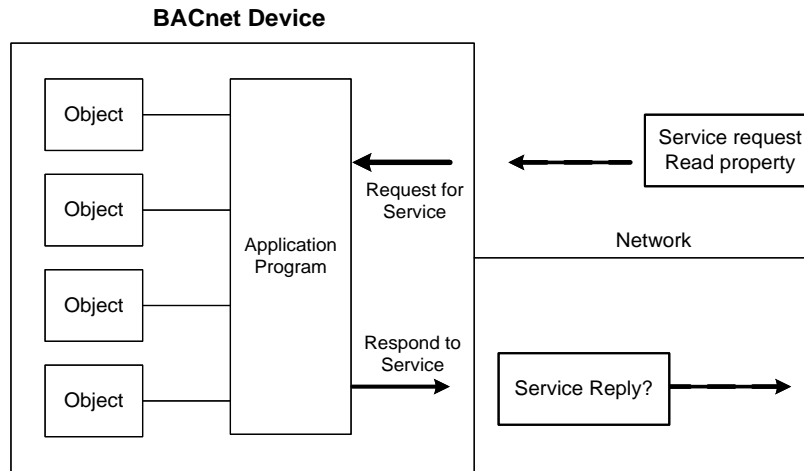 BACnet Device
Object
Object
Object
Object
Application
Program
Request for
Service
Respond to
Service
Service request
Read property
Network
Service Reply?